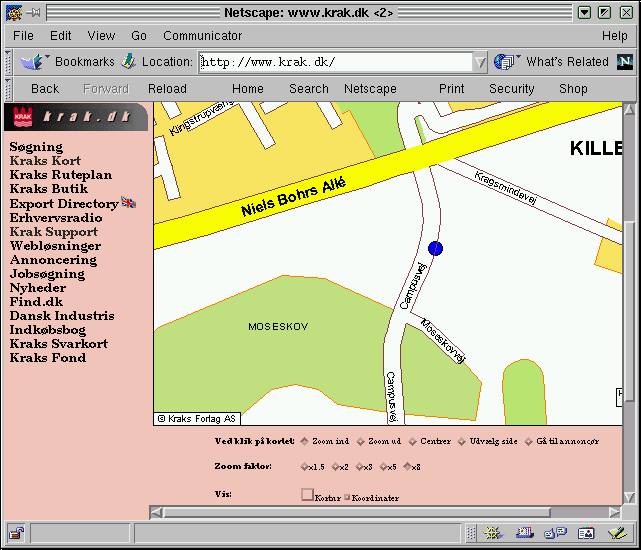 Netscape: www.krak.dk <2>
File Edit View Go Communicator Help
Bookmarks Location: http://www.krak.dk/ What's Related N
Back Forward Reload Home Search Netscape Print Security Shop
KRAK krak.dk
Søgning
Kraks Kort
Kraks Ruteplan
Kraks Butik
Export Directory
Erhvervsradio
Krak Support
Webløsninger
Annoncering
Jobsøgning
Nyheder
Find.dk
Dansk Industris
Indkøbsbog
Kraks Svarkort
Kraks Fond
Klingstrupvæng
KILLE
Niels Bohrs Allé
Kragsmindevej
Campusvej
MOSESKOV
Moseskovvej
Campusvej
© Kraks Forlag AS
Ved klik på kortet: Zoom ind Zoom ud Centrer Udvælg side Gå til annoncør
Zoom faktor: x1.5 x2 x3 x5 x8
Vis: Kortnr Koordinater